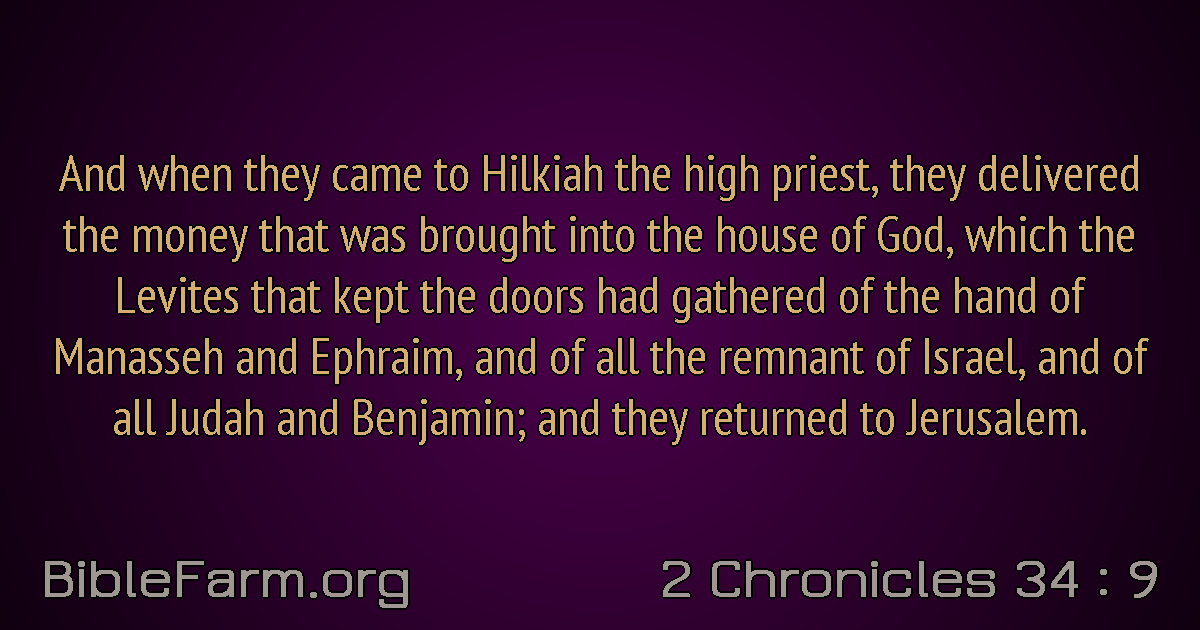 And when they came to Hilkiah the high priest, they delivered
the money that was brought into the house of God, which the
Levites that kept the doors had gathered of the hand of
Manasseh and Ephraim, and of all the remnant of Israel, and of
all Judah and Benjamin; and they returned to Jerusalem.
BibleFarm.org
2 Chronicles 34 : 9